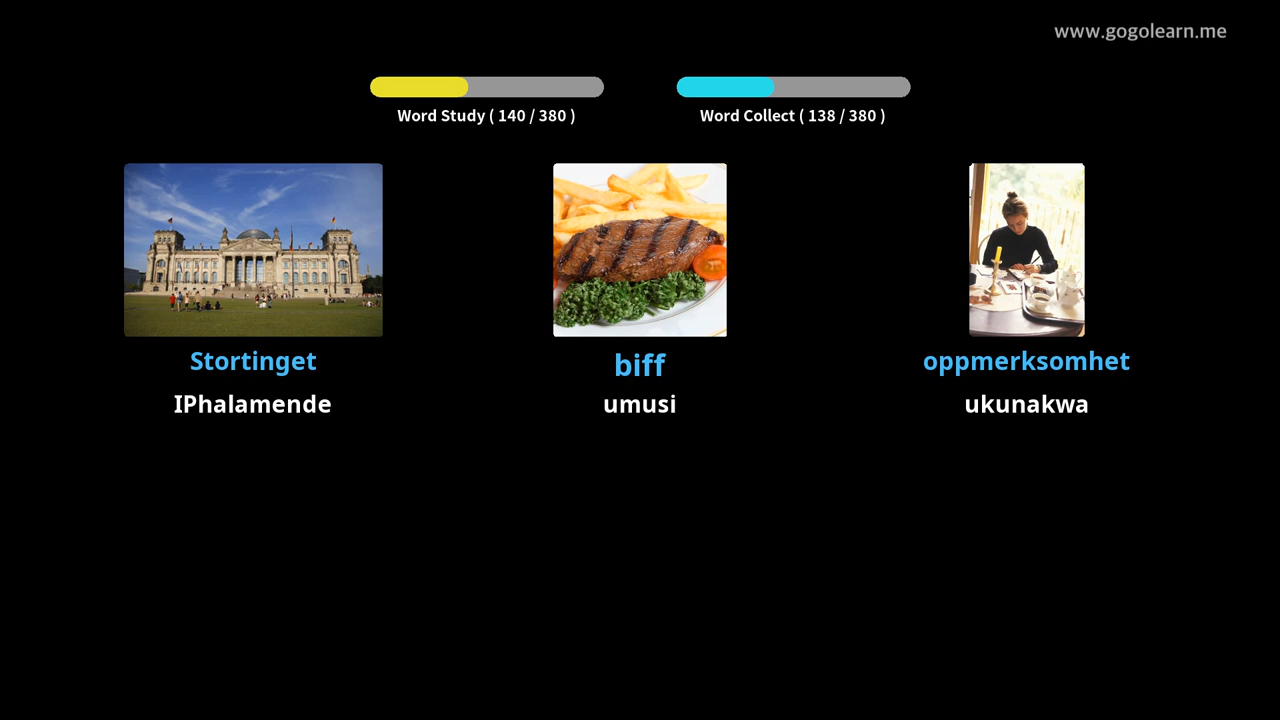 www.gogolearn.me
Word Study ( 140 / 380 )
Word Collect ( 138 / 380 )
Stortinget
biff
oppmerksomhet
IPhalamende
umusi
ukunakwa